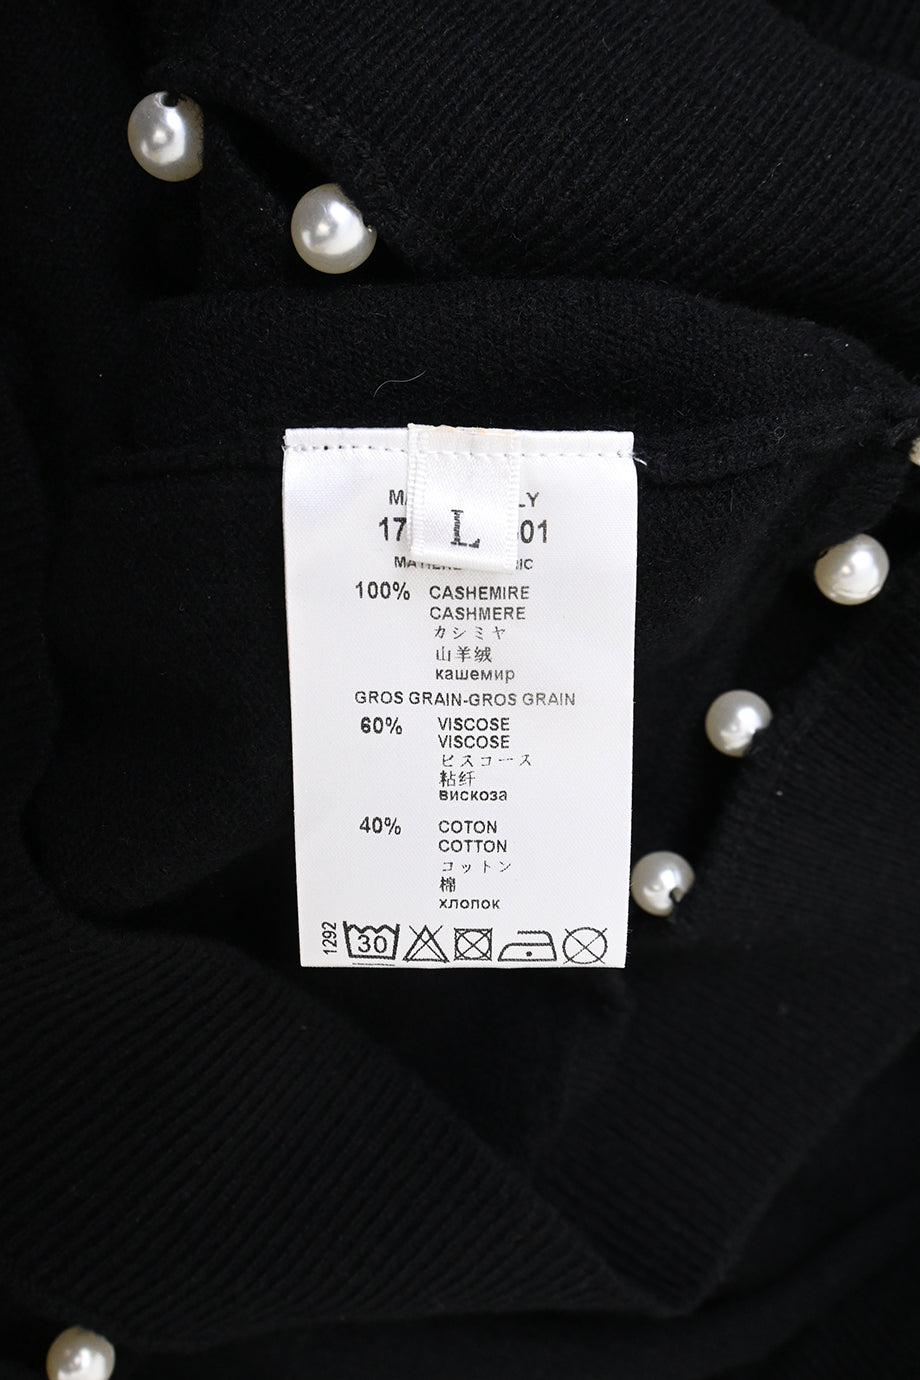 L
100% CASHEMIRE
CASHMERE
カシミヤ
山羊绒
кашемир
GROS GRAIN-GROS GRAIN
60% VISCOSE
VISCOSE
ビスコース
粘纤
вискоза
40% COTON
COTTON
コットン
棉
хлопок
1292 30